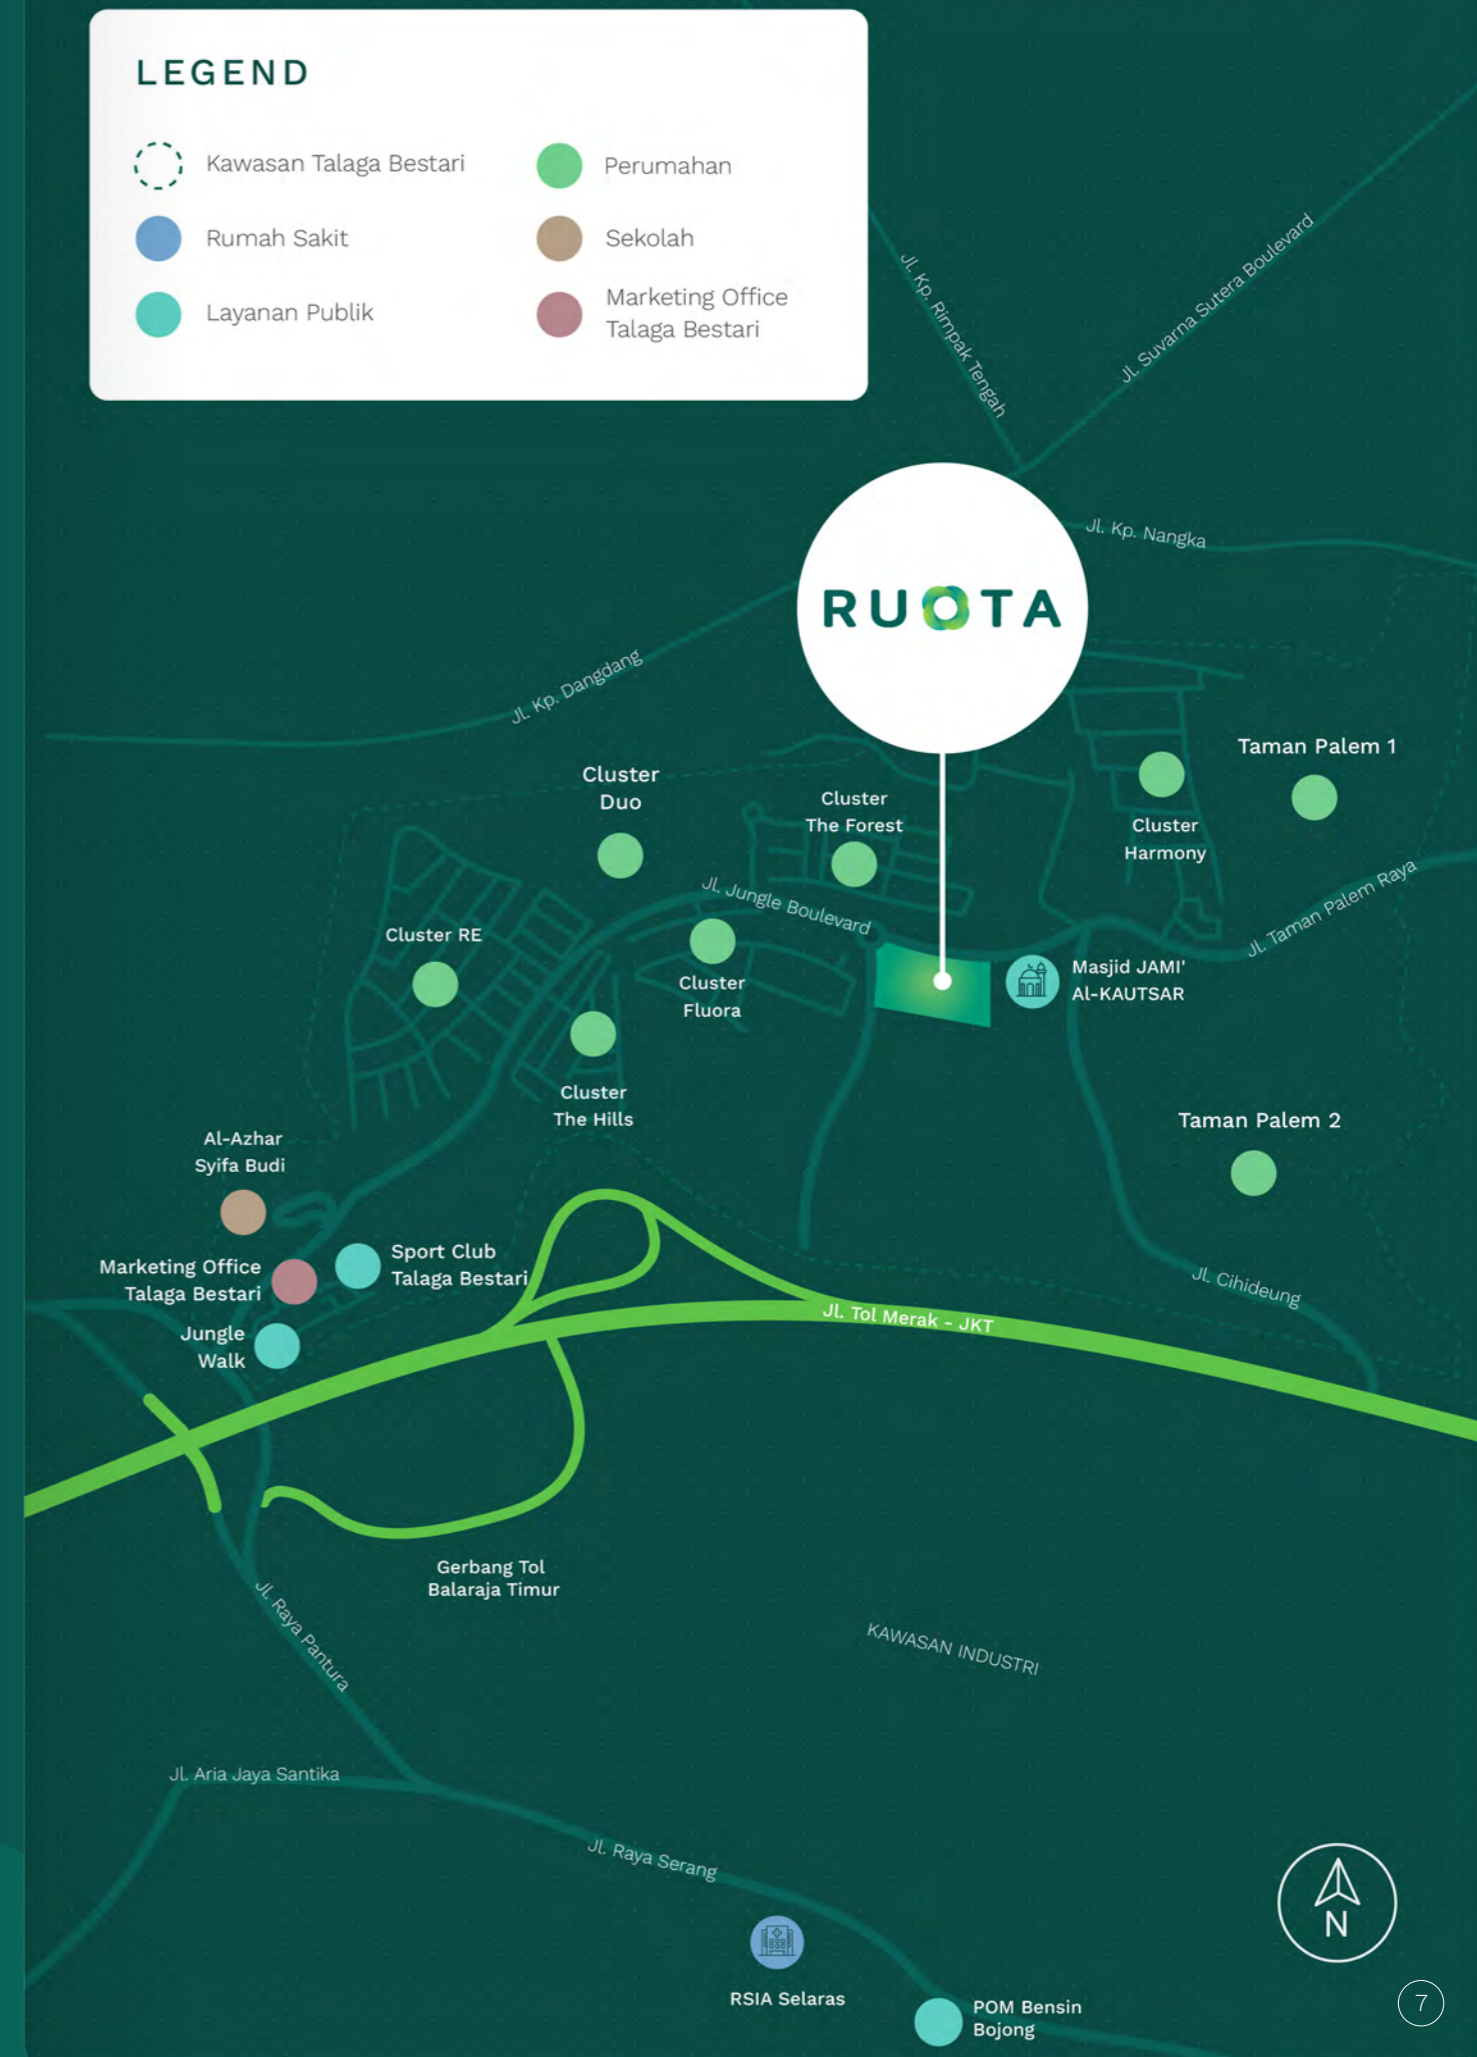 LEGEND
Kawasan Talaga Bestari
Perumahan
Rumah Sakit
Sekolah
Layanan Publik
Marketing Office
Talaga Bestari
Jl. Kp. Rimpak Tengah
Jl. Suvarna Sutera Boulevard
Jl. Kp. Nangka
RUOTA
Jl. Kp. Dangdang
Taman Palem 1
Cluster
Duo
Cluster
The Forest
Cluster
Harmony
Jl. Jungle Boulevard
Jl. Taman Palem Raya
Cluster RE
Cluster
Fluora
Masjid JAMI'
Al-KAUTSAR
Cluster
The Hills
Taman Palem 2
Al-Azhar
Syifa Budi
Sport Club
Talaga Bestari
Marketing Office
Talaga Bestari
Jl. Cihideung
Jungle
Walk
Jl. Tol Merak - JKT
Gerbang Tol
Balaraja Timur
Jl. Raya Pantura
KAWASAN INDUSTRI
Jl. Aria Jaya Santika
Jl. Raya Serang
N
RSIA Selaras
POM Bensin
Bojong
7